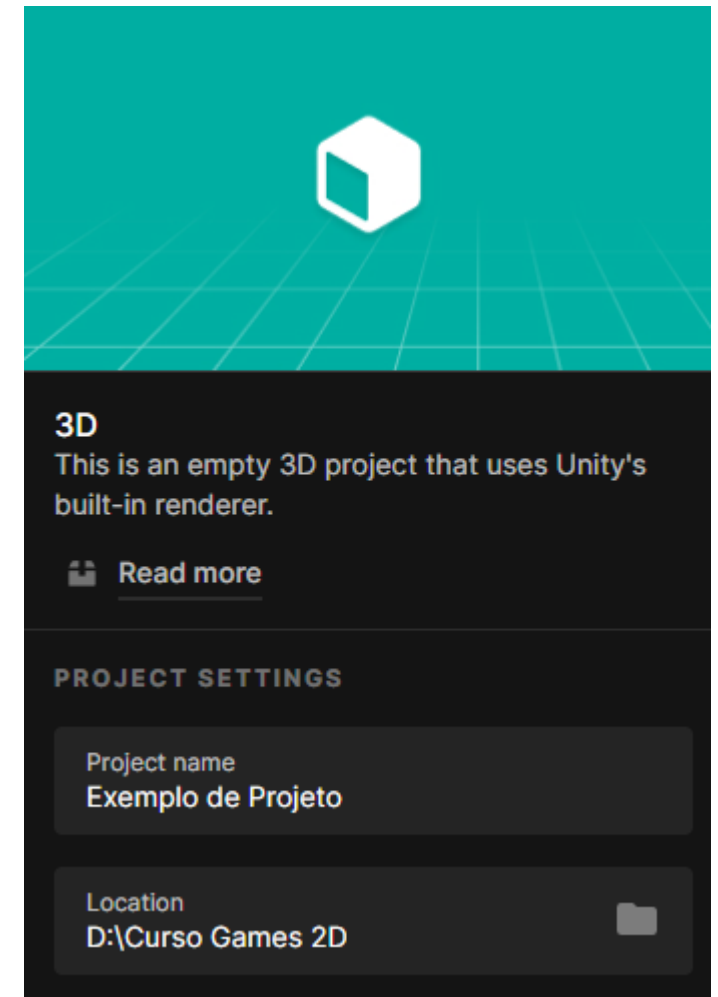 3D
This is an empty 3D project that uses Unity's
built-in renderer.
Read more
PROJECT SETTINGS
Project name
Exemplo de Projeto
Location
D:\Curso Games 2D